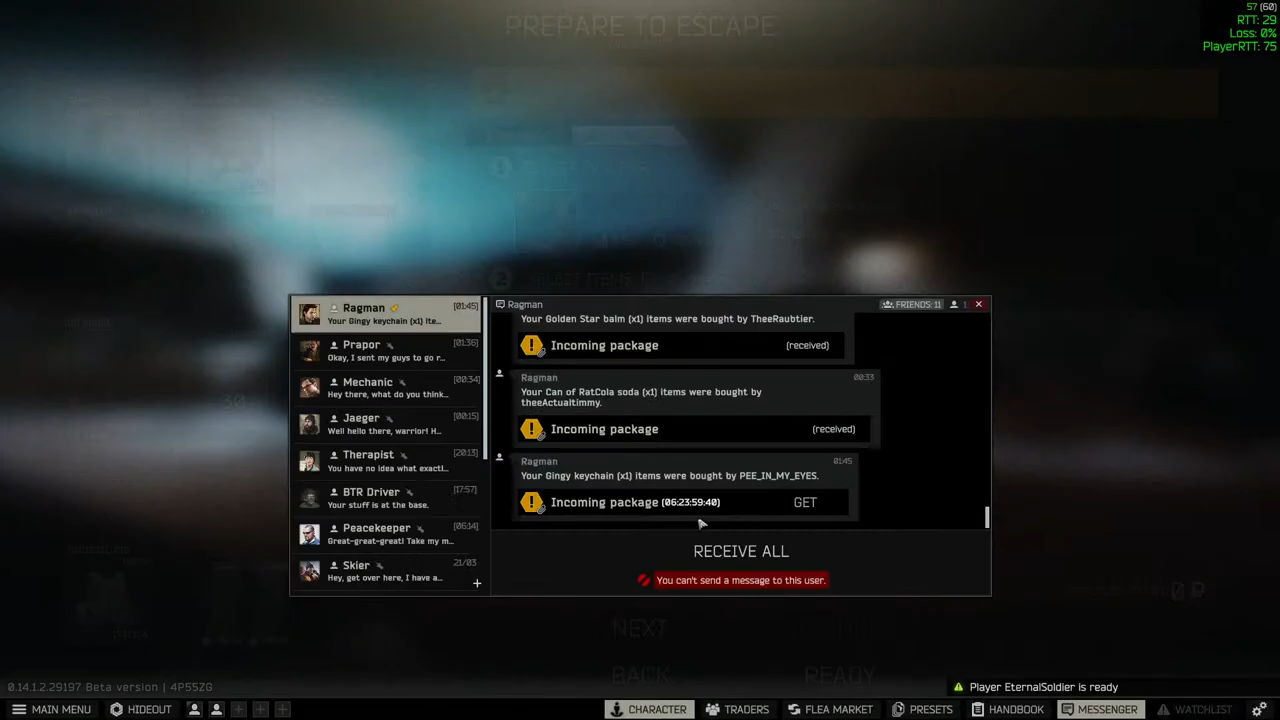 PREPARE TO ESCAPE
57 (60)
RTT: 29
Loss: 0%
PlayerRTT: 75
Ragman
[01:45]
Your Gingy keychain (x1) ite...
Prapor
[01:36]
Okay, I sent my guys to go r...
Mechanic
[00:34]
Hey there, what do you think...
Jaeger
[00:15]
Well hello there, warrior! H...
Therapist
[20:13]
You have no idea what exactl...
BTR Driver
[17:57]
Your stuff is at the base.
Peacekeeper
[06:14]
Great-great-great! Take my m...
Skier
21/03
Hey, get over here, I have a...
+
Ragman
FRIENDS: 11
1
Your Golden Star balm (x1) items were bought by TheeRaubtier.
Incoming package
(received)
Ragman
00:33
Your Can of RatCola soda (x1) items were bought by
theeActualtimmy.
Incoming package
(received)
Ragman
01:45
Your Gingy keychain (x1) items were bought by PEE_IN_MY_EYES.
Incoming package (06:23:59:40)
GET
RECEIVE ALL
You can't send a message to this user.
30
0 ₽
NEXT
BACK
READY
0.14.1.2.29197 Beta version | 4P55ZG
Player EternalSoldier is ready
MAIN MENU
HIDEOUT
CHARACTER
TRADERS
FLEA MARKET
PRESETS
HANDBOOK
MESSENGER
WATCHLIST